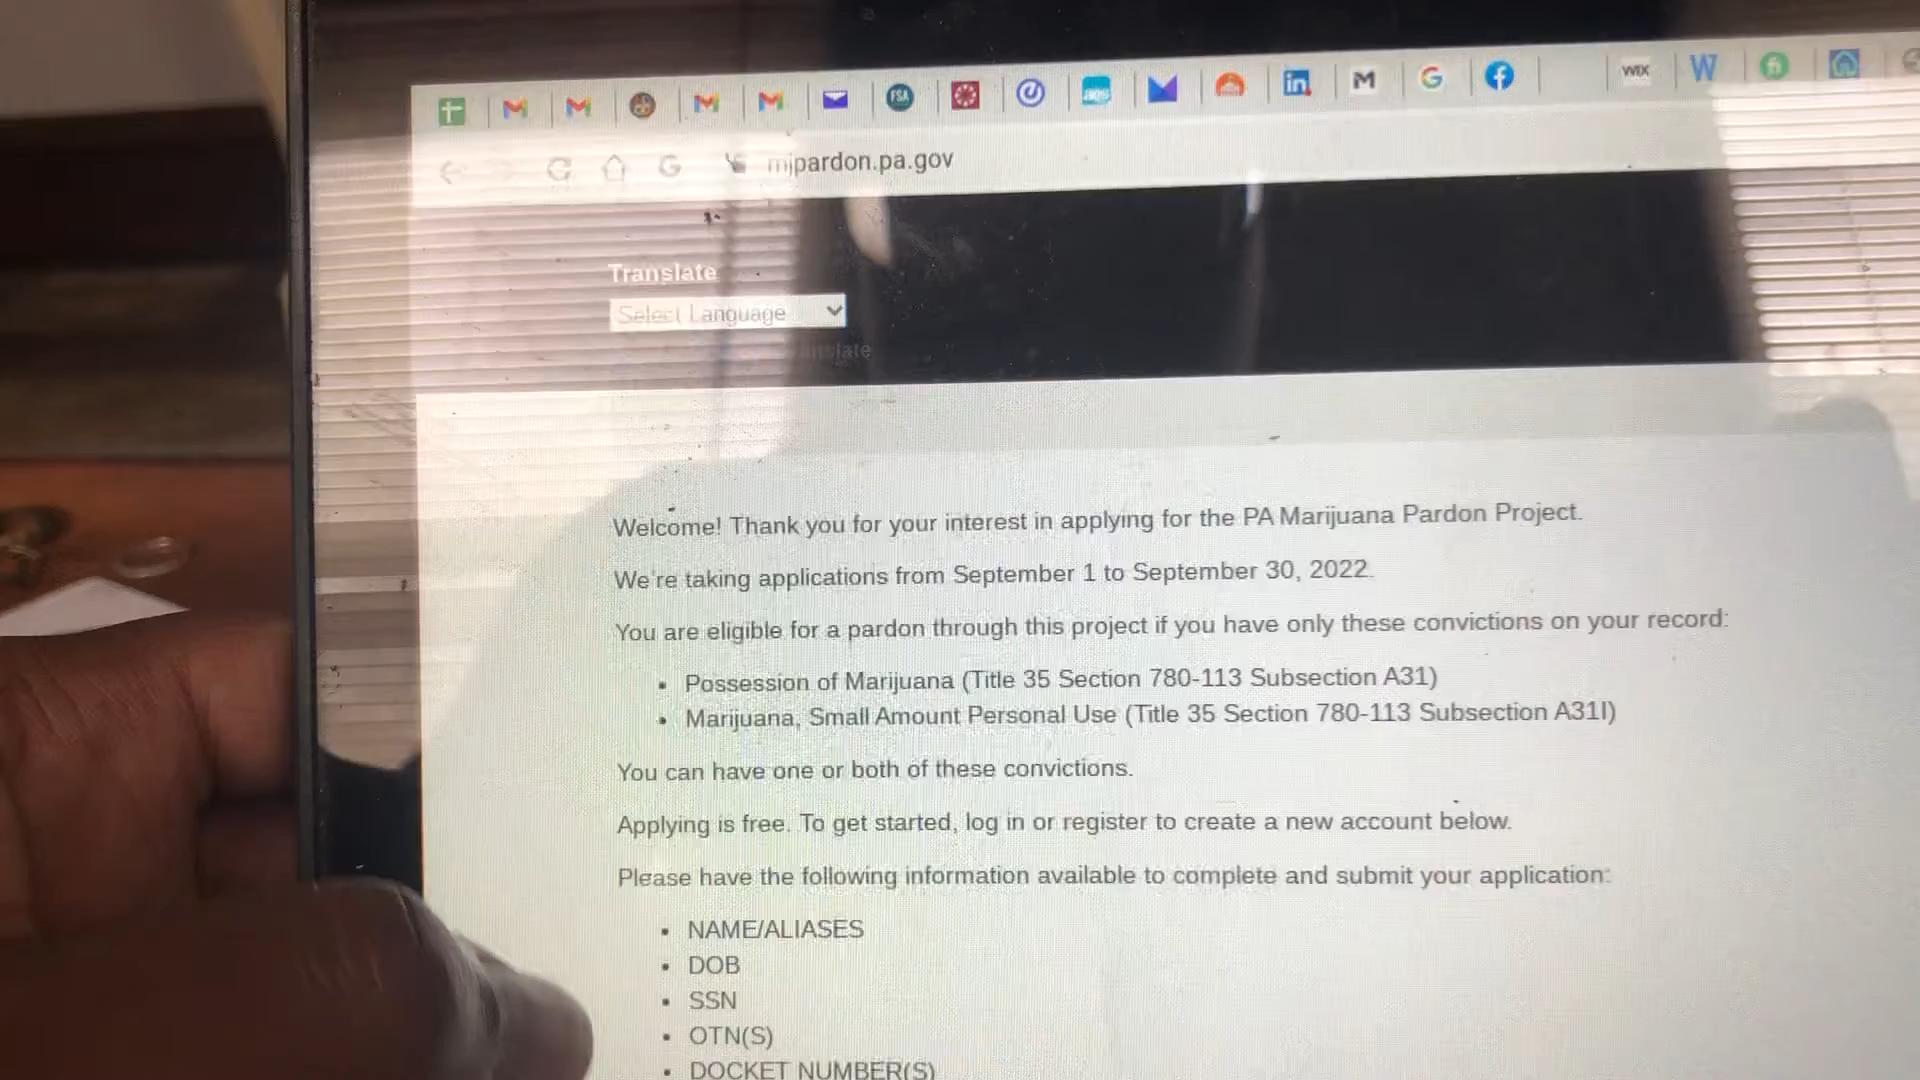 FSA
aps
in
M
G
WIX
W
G
mjpardon.pa.gov
Translate
Select Language
Welcome! Thank you for your interest in applying for the PA Marijuana Pardon Project.
We're taking applications from September 1 to September 30, 2022.
You are eligible for a pardon through this project if you have only these convictions on your record:
• Possession of Marijuana (Title 35 Section 780-113 Subsection A31)
• Marijuana, Small Amount Personal Use (Title 35 Section 780-113 Subsection A31I)
You can have one or both of these convictions.
Applying is free. To get started, log in or register to create a new account below.
Please have the following information available to complete and submit your application:
• NAME/ALIASES
• DOB
• SSN
• OTN(S)
• DOCKET NUMBER(S)